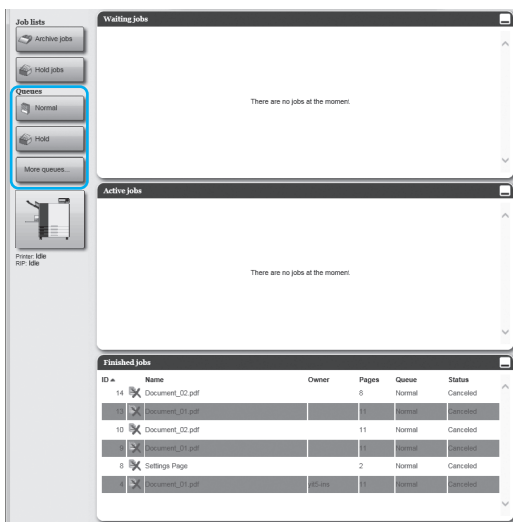 Job lists
Archive jobs
Hold jobs
Queues
Normal
Hold
More queues...
Printer: Idle
RIP: Idle
Waiting jobs
There are no jobs at the moment.
Active jobs
There are no jobs at the moment.
Finished jobs
ID Name Owner Pages Queue Status
14 Document_02.pdf 8 Normal Canceled
13 Document_01.pdf 11 Normal Canceled
10 Document_02.pdf 11 Normal Canceled
9 Document_01.pdf 11 Normal Canceled
8 Settings Page 2 Normal Canceled
4 Document_01.pdf 11 Normal Canceled